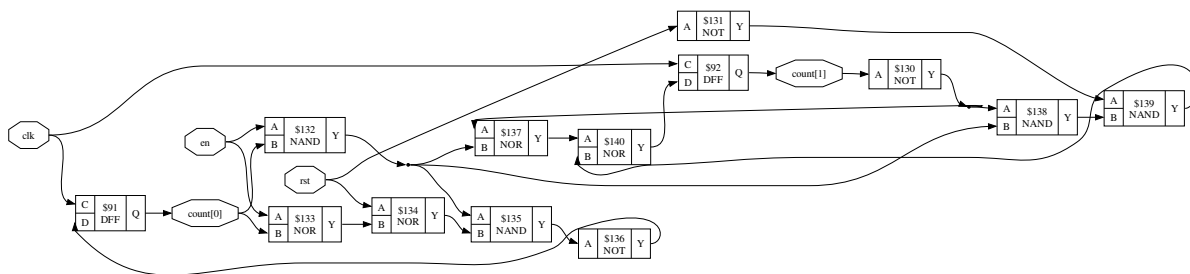 A $131 NOT Y
C D $92 DFF Q
count[1]
A $130 NOT Y
A B $139 NAND Y
A B $138 NAND Y
clk
en
A B $132 NAND Y
A B $137 NOR Y
A B $140 NOR Y
rst
C D $91 DFF Q
count[0]
A B $133 NOR Y
A B $134 NOR Y
A B $135 NAND Y
A $136 NOT Y